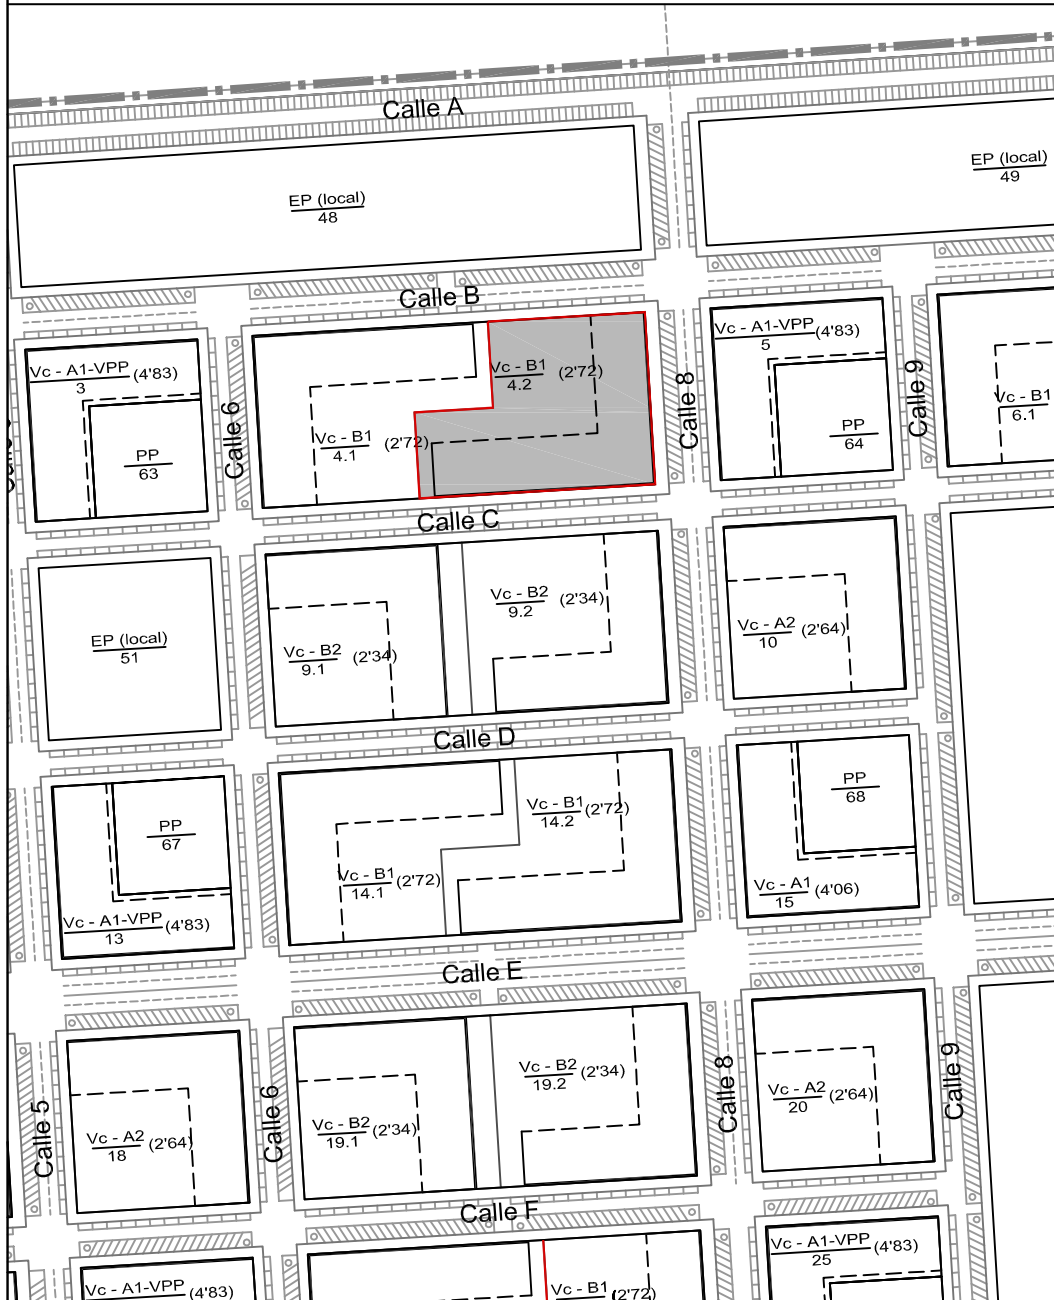 Calle A
EP (local)
48
EP (local)
49
Calle B
Vc - A1-VPP (4'83)
3
PP
63
Calle 6
Vc - B1 (2'72)
4.1
Vc - B1 (2'72)
4.2
Calle 8
Vc - A1-VPP (4'83)
5
PP
64
Calle 9
Vc - B1
6.1
Calle C
EP (local)
51
Vc - B2 (2'34)
9.1
Vc - B2 (2'34)
9.2
Vc - A2 (2'64)
10
Calle D
PP
67
Vc - A1-VPP (4'83)
13
Vc - B1 (2'72)
14.1
Vc - B1 (2'72)
14.2
PP
68
Vc - A1 (4'06)
15
Calle E
Calle 5
Vc - A2 (2'64)
18
Calle 6
Vc - B2 (2'34)
19.1
Vc - B2 (2'34)
19.2
Calle 8
Vc - A2 (2'64)
20
Calle 9
Calle F
Vc - A1-VPP (4'83)
Vc - B1 (2'72)
Vc - A1-VPP (4'83)
25